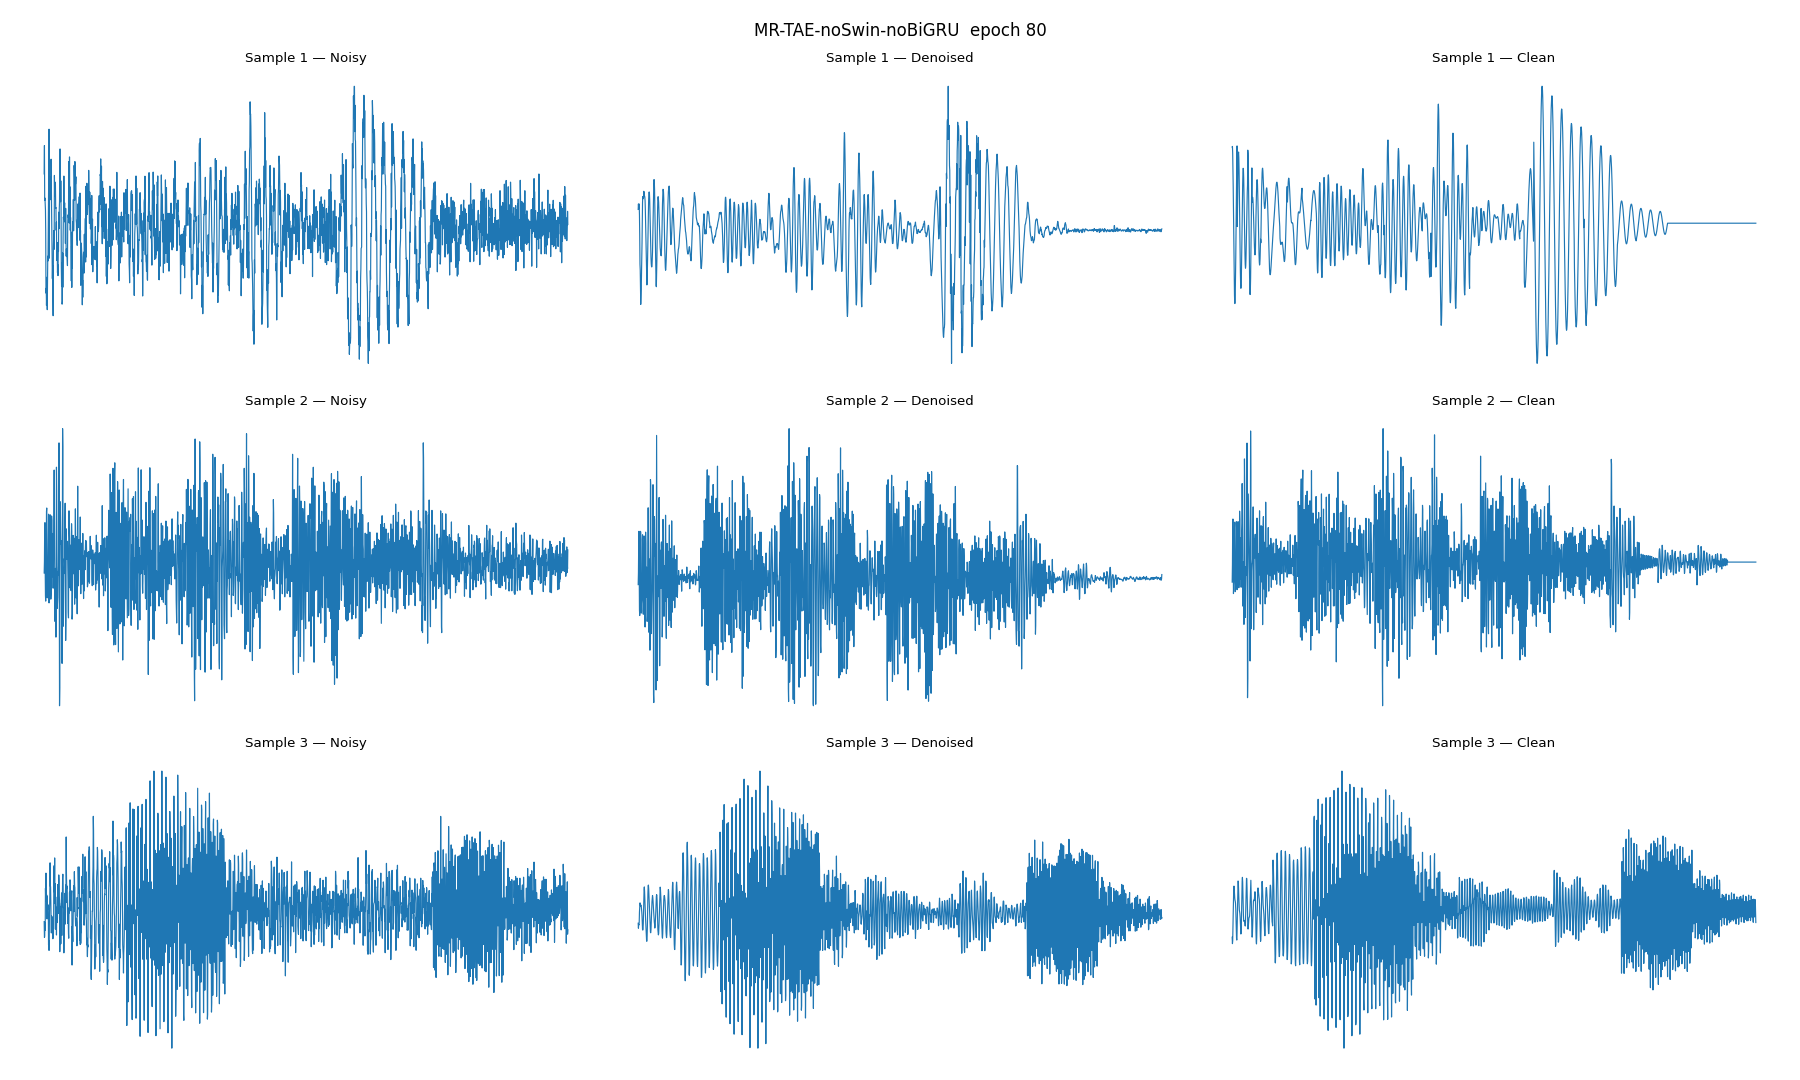 MR-TAE-noSwin-noBiGRU  epoch 80
Sample 1 — Noisy
Sample 1 — Denoised
Sample 1 — Clean
Sample 2 — Noisy
Sample 2 — Denoised
Sample 2 — Clean
Sample 3 — Noisy
Sample 3 — Denoised
Sample 3 — Clean